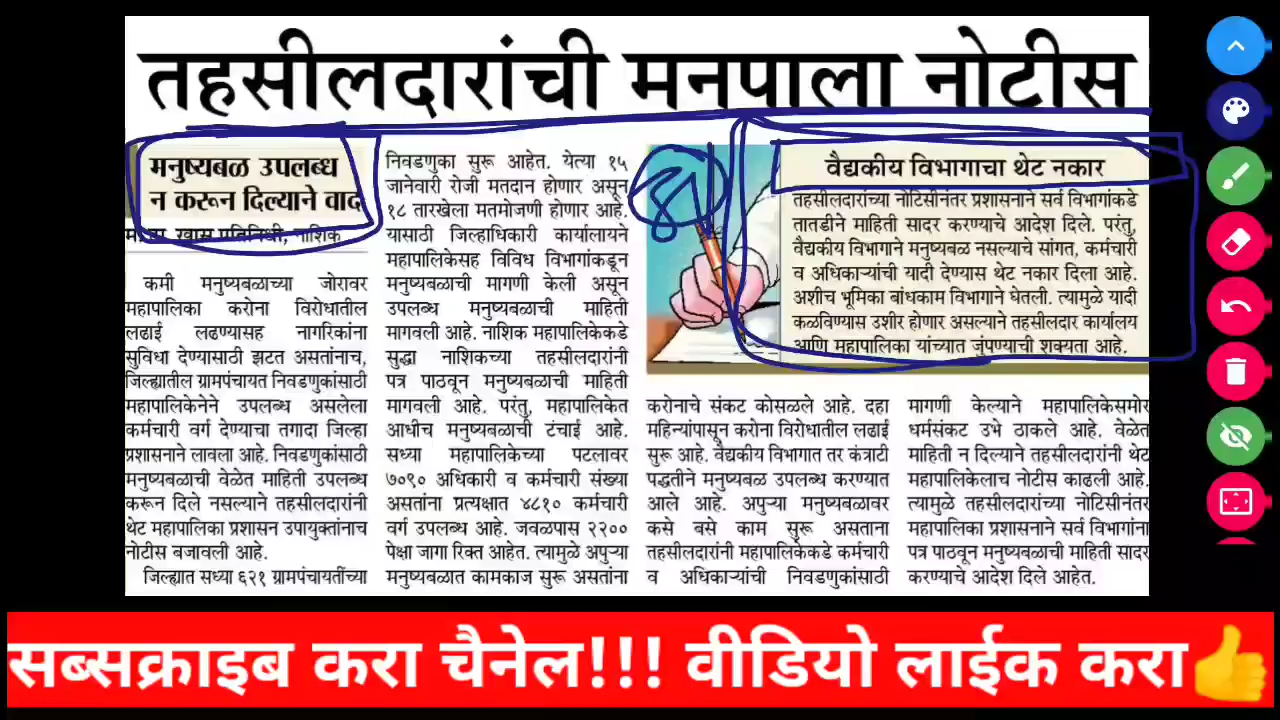 तहसीलदारांची मनपाला नोटीस
मनुष्यबळ उपलब्ध
न करून दिल्याने वाद
म. टा. खास प्रतिनिधी, नाशिक
कमी मनुष्यबळाच्या जोरावर
महापालिका करोना विरोधातील
लढाई लढण्यासह नागरिकांना
सुविधा देण्यासाठी झटत असतांनाच,
जिल्ह्यातील ग्रामपंचायत निवडणुकांसाठी
महापालिकेनेने उपलब्ध असलेला
कर्मचारी वर्ग देण्याचा तगादा जिल्हा
प्रशासनाने लावला आहे. निवडणुकांसाठी
मनुष्यबळाची वेळेत माहिती उपलब्ध
करून दिले नसल्याने तहसीलदारांनी
थेट महापालिका प्रशासन उपायुक्तांनाच
नोटीस बजावली आहे.
जिल्ह्यात सध्या ६२१ ग्रामपंचायतींच्या
निवडणुका सुरू आहेत. येत्या १५
जानेवारी रोजी मतदान होणार असून
१८ तारखेला मतमोजणी होणार आहे.
यासाठी जिल्हाधिकारी कार्यालायने
महापालिकेसह विविध विभागांकडून
मनुष्यबळाची मागणी केली असून
उपलब्ध मनुष्यबळाची माहिती
मागवली आहे. नाशिक महापालिकेकडे
सुद्धा नाशिकच्या तहसीलदारांनी
पत्र पाठवून मनुष्यबळाची माहिती
मागवली आहे. परंतु, महापालिकेत
आधीच मनुष्यबळाची टंचाई आहे.
सध्या महापालिकेच्या पटलावर
७०९० अधिकारी व कर्मचारी संख्या
असतांना प्रत्यक्षात ४८१० कर्मचारी
वर्ग उपलब्ध आहे. जवळपास २२००
पेक्षा जागा रिक्त आहेत. त्यामुळे अपुऱ्या
मनुष्यबळात कामकाज सुरू असतांना
वैद्यकीय विभागाचा थेट नकार
तहसीलदारांच्या नोटिसीनंतर प्रशासनाने सर्व विभागांकडे
तातडीने माहिती सादर करण्याचे आदेश दिले. परंतु,
वैद्यकीय विभागाने मनुष्यबळ नसल्याचे सांगत, कर्मचारी
व अधिकाऱ्यांची यादी देण्यास थेट नकार दिला आहे.
अशीच भूमिका बांधकाम विभागाने घेतली. त्यामुळे यादी
कळविण्यास उशीर होणार असल्याने तहसीलदार कार्यालय
आणि महापालिका यांच्यात जुंपण्याची शक्यता आहे.
करोनाचे संकट कोसळले आहे. दहा
महिन्यांपासून करोना विरोधातील लढाई
सुरू आहे. वैद्यकीय विभागात तर कंत्राटी
पद्धतीने मनुष्यबळ उपलब्ध करण्यात
आले आहे. अपुऱ्या मनुष्यबळावर
कसे बसे काम सुरू असताना
तहसीलदारांनी महापालिकेकडे कर्मचारी
व अधिकाऱ्यांची निवडणुकांसाठी
मागणी केल्याने महापालिकेसमोर
धर्मसंकट उभे ठाकले आहे. वेळेत
माहिती न दिल्याने तहसीलदारांनी थेट
महापालिकेलाच नोटीस काढली आहे.
त्यामुळे तहसीलदारांच्या नोटिसीनंतर
महापालिका प्रशासनाने सर्व विभागांना
पत्र पाठवून मनुष्यबळाची माहिती सादर
करण्याचे आदेश दिले आहेत.
सब्सक्राइब करा चैनेल!!! वीडियो लाईक करा👍